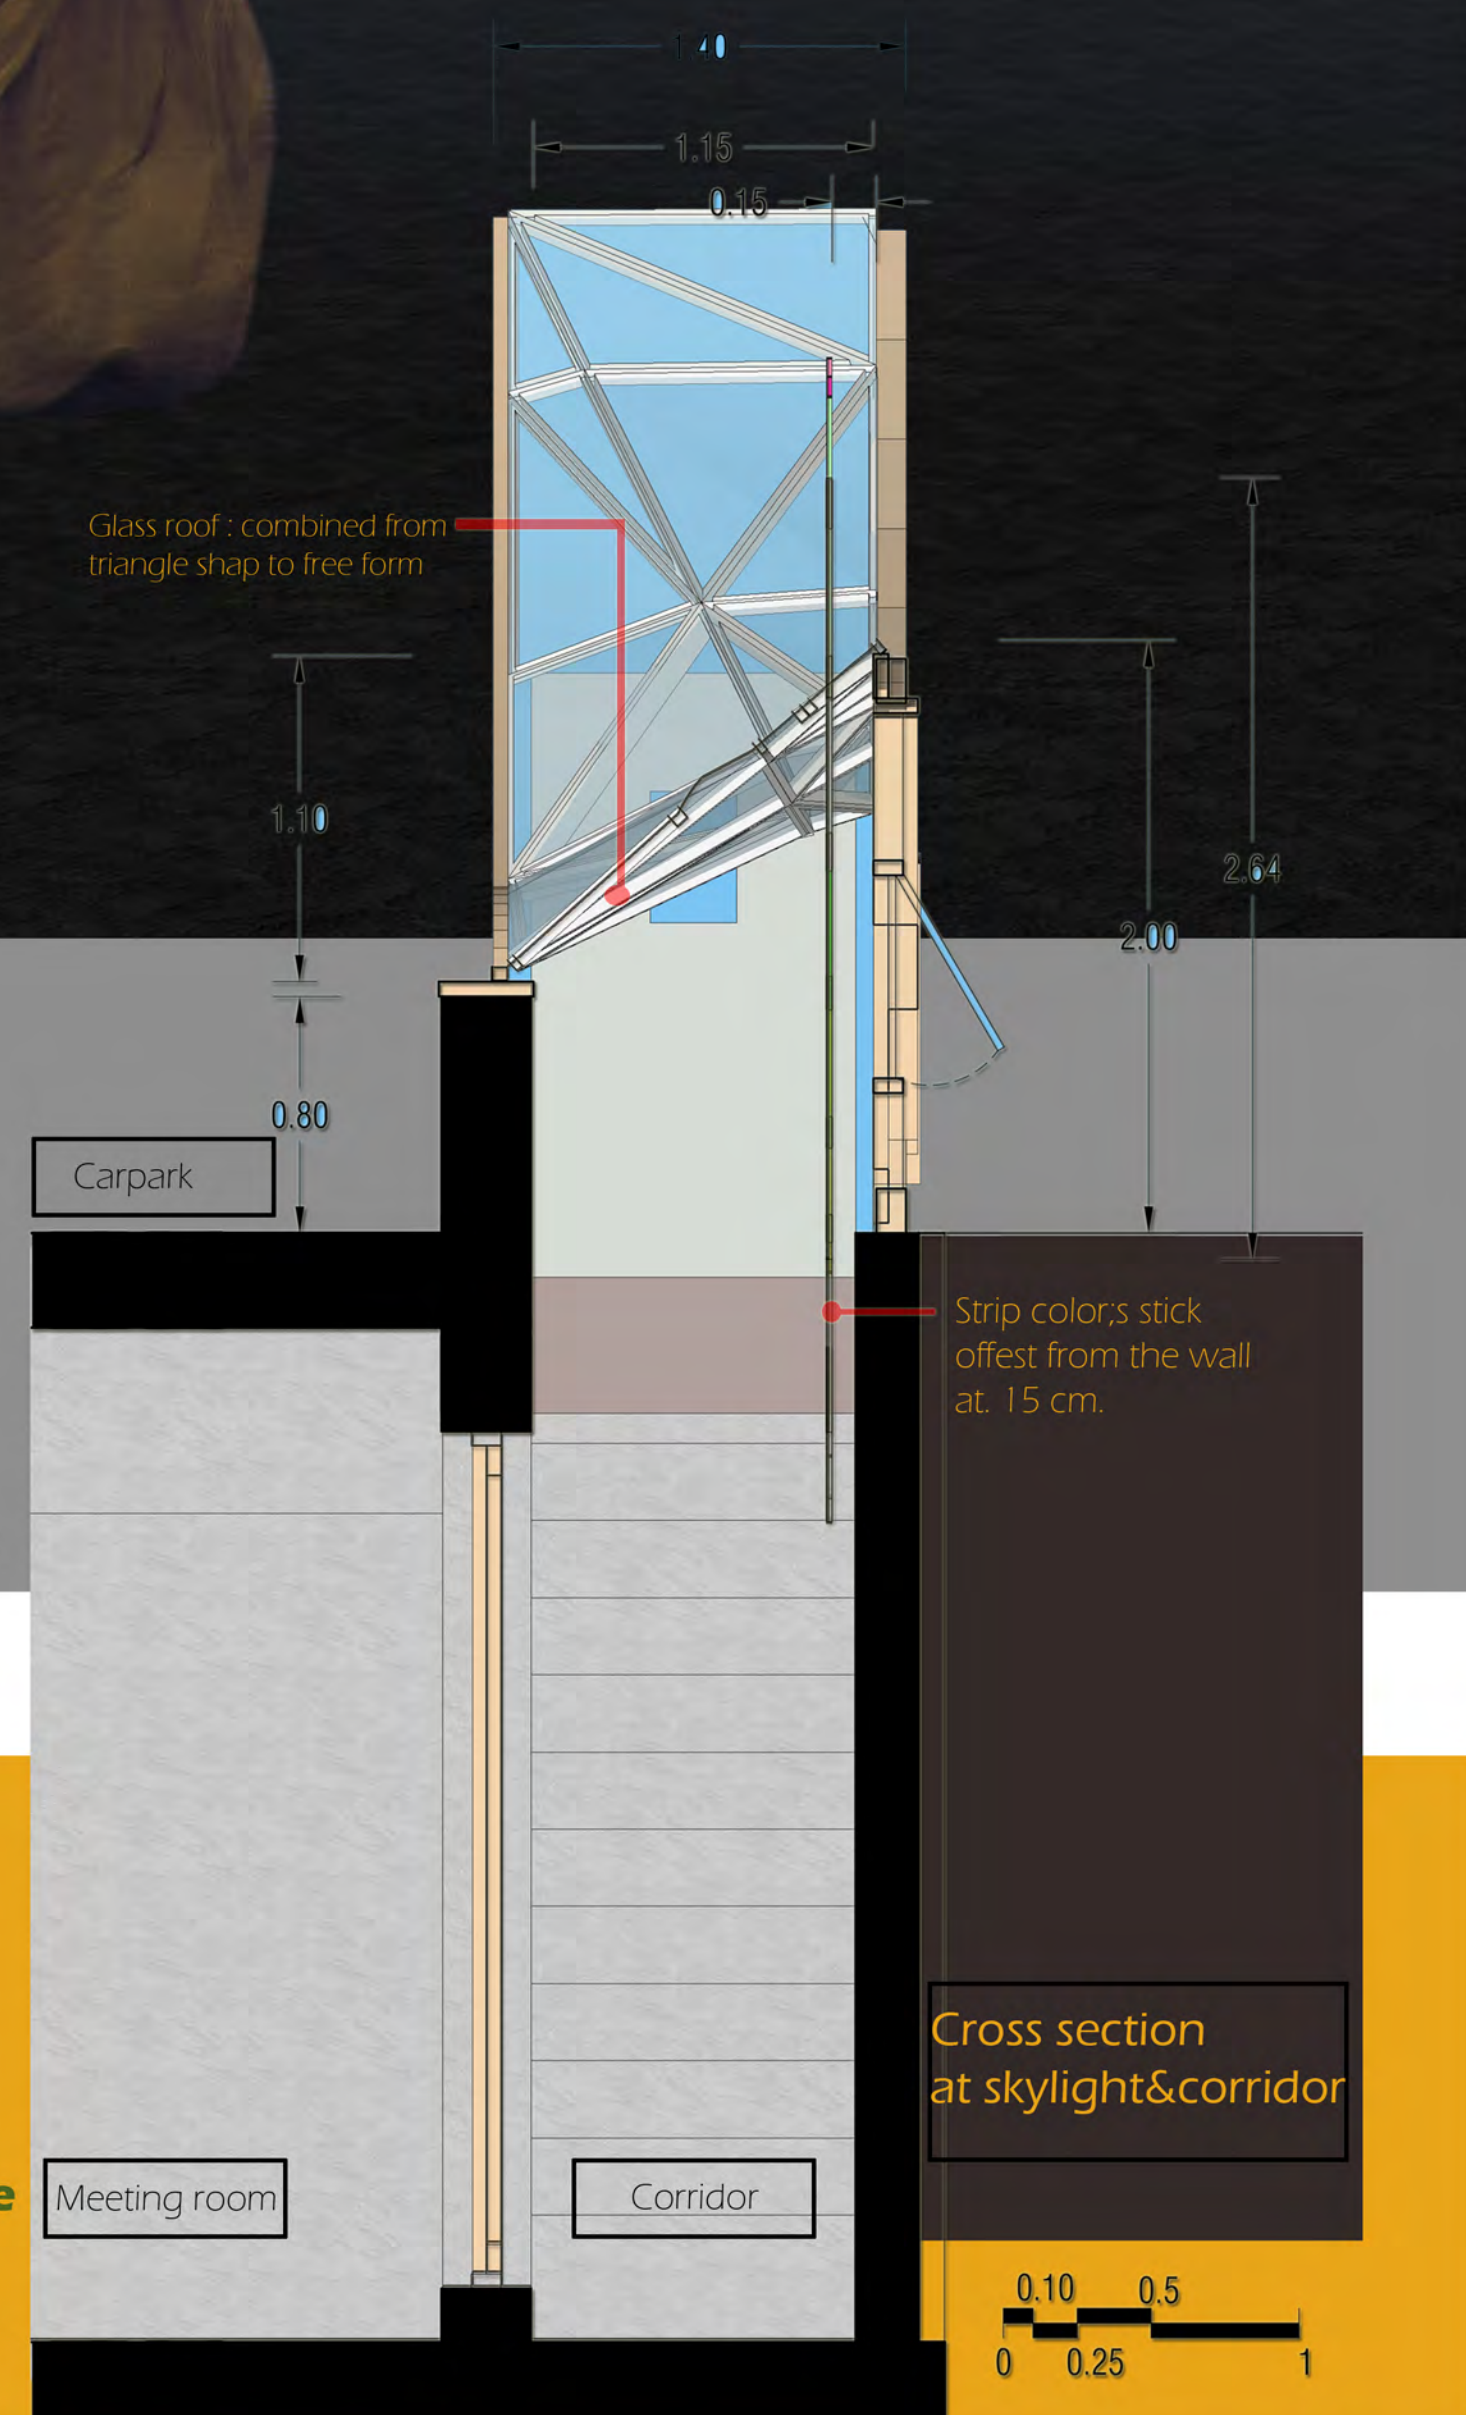 1.40
1.15
0.15
Glass roof : combined from
triangle shap to free form
1.10
2.64
2.00
0.80
Carpark
Strip color;s stick
offest from the wall
at. 15 cm.
Cross section
at skylight&corridor
e
Meeting room
Corridor
0.10
0.5
0
0.25
1